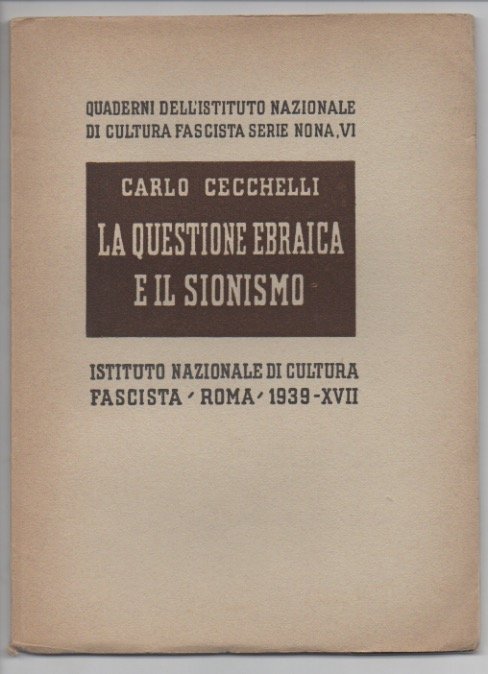 QUADERNI DELL'ISTITUTO NAZIONALE
DI CULTURA FASCISTA SERIE NONA, VI
CARLO CECCHELLI
LA QUESTIONE EBRAICA
E IL SIONISMO
ISTITUTO NAZIONALE DI CULTURA
FASCISTA - ROMA - 1939-XVII